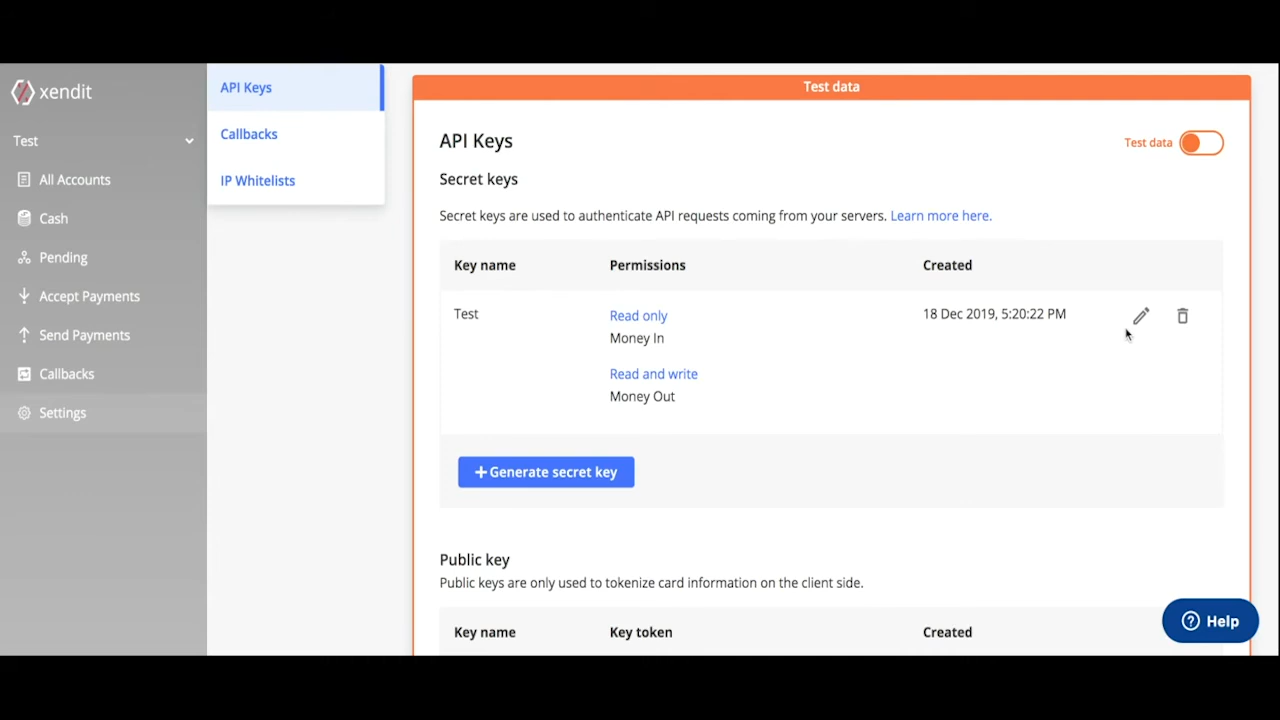 xendit
Test
All Accounts
Cash
Pending
Accept Payments
Send Payments
Callbacks
Settings
API Keys
Callbacks
IP Whitelists
Test data
API Keys
Test data
Secret keys
Secret keys are used to authenticate API requests coming from your servers. Learn more here.
Key name Permissions Created
Test Read only 18 Dec 2019, 5:20:22 PM
Money In
Read and write
Money Out
+ Generate secret key
Public key
Public keys are only used to tokenize card information on the client side.
Key name Key token Created
? Help